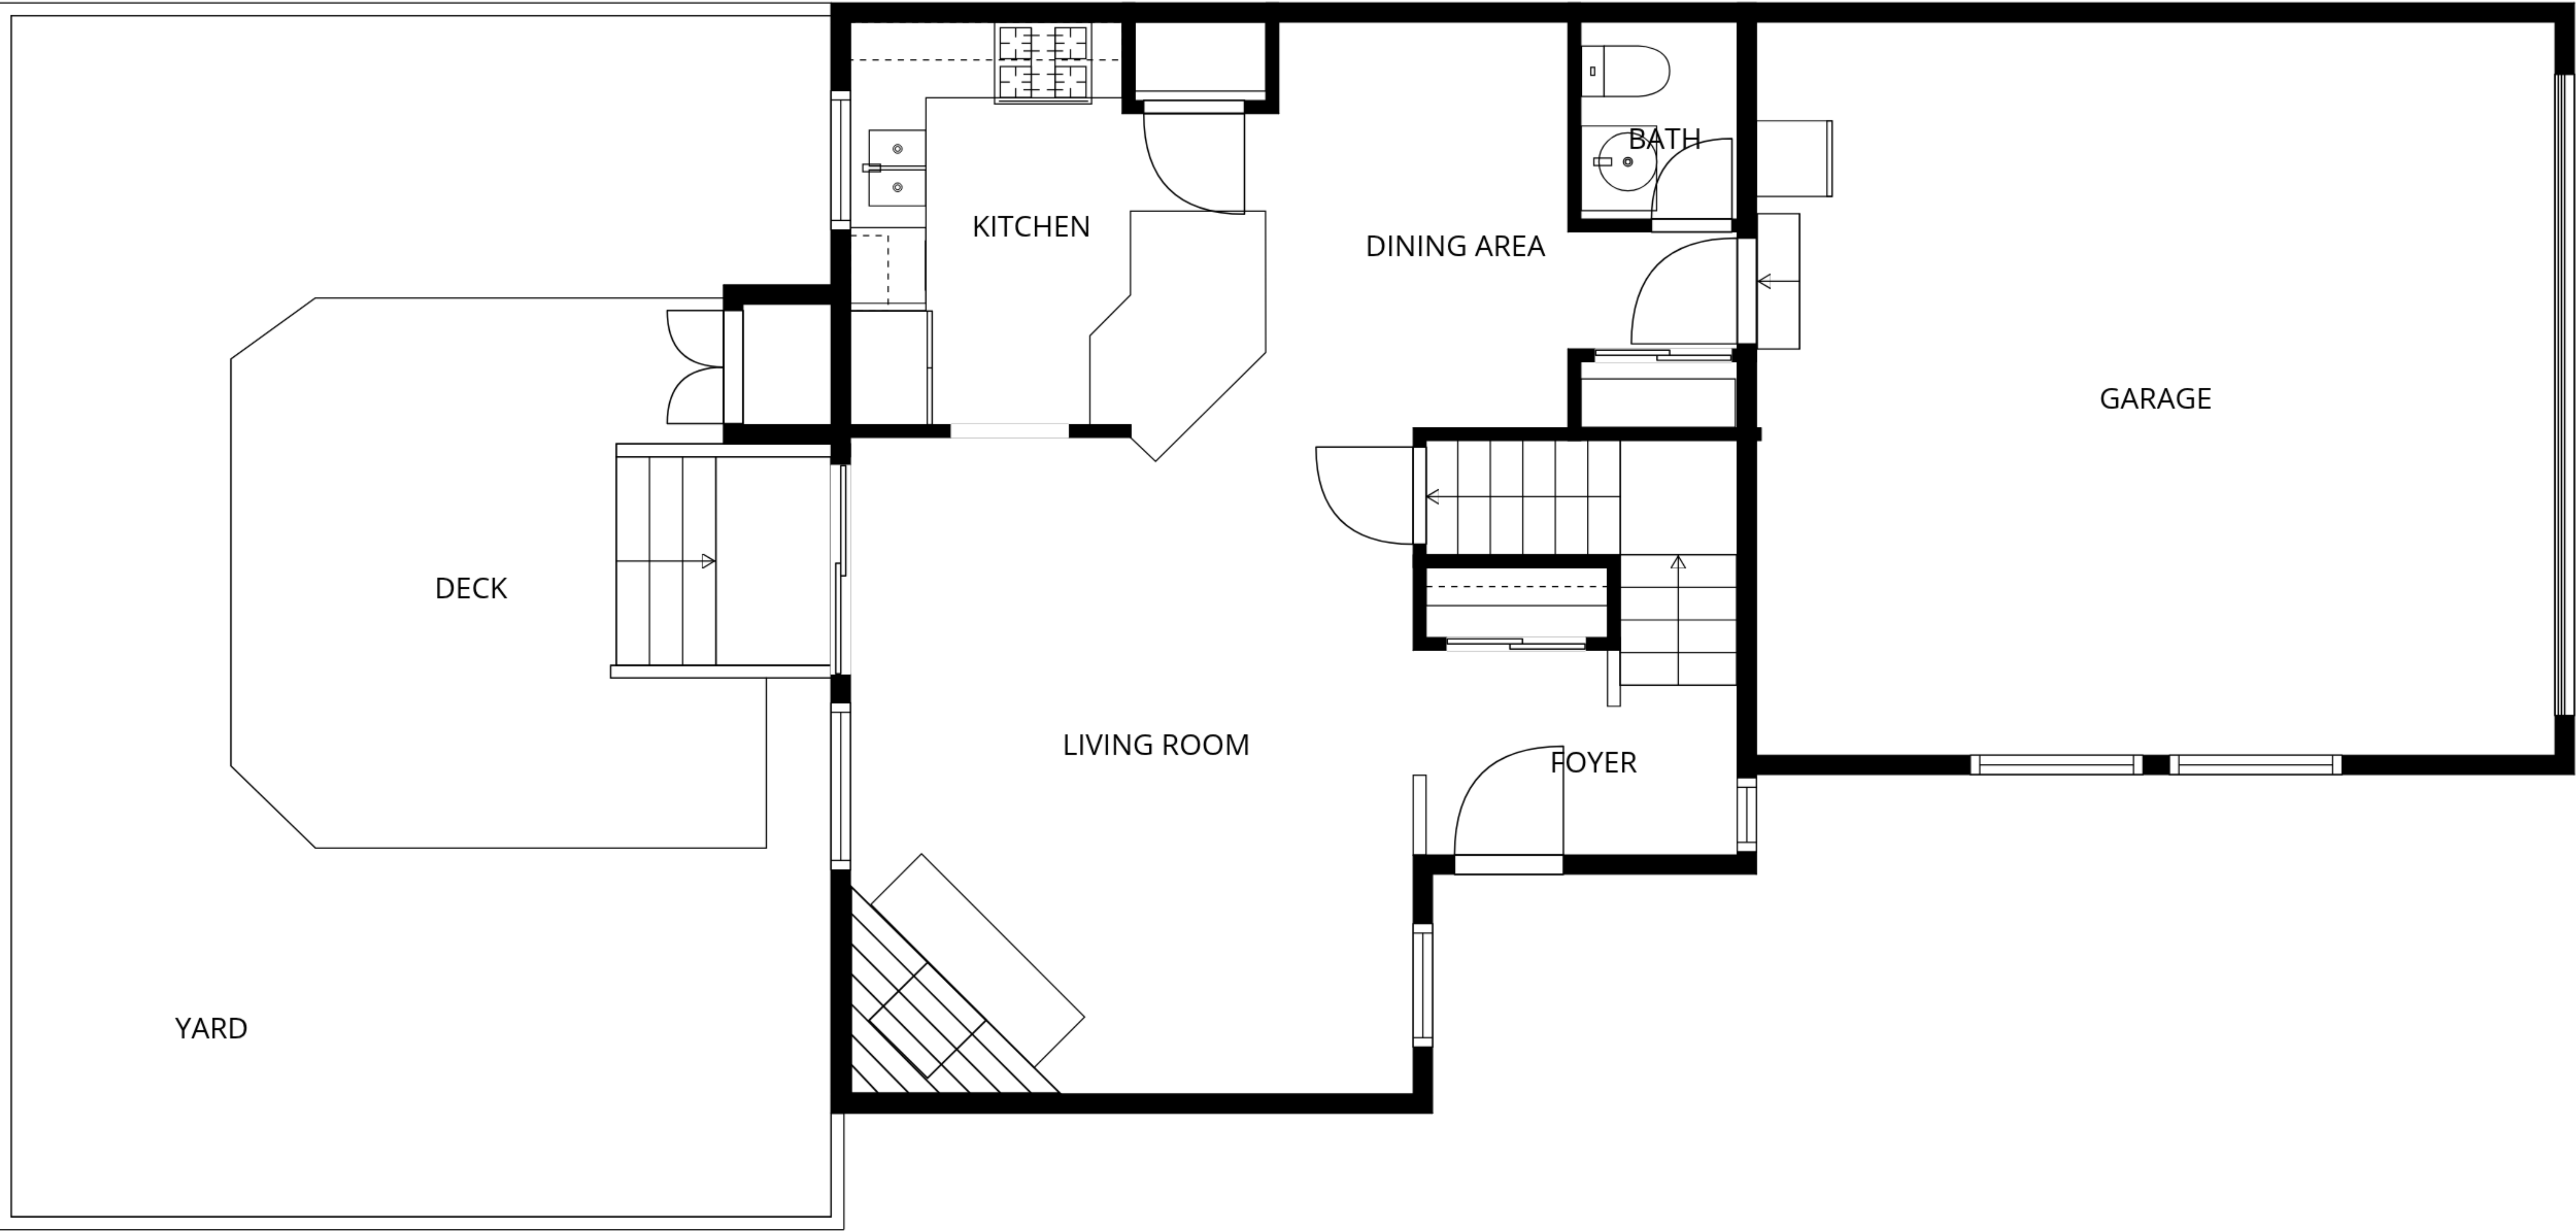 BATH
KITCHEN
DINING AREA
GARAGE
DECK
LIVING ROOM
FOYER
YARD